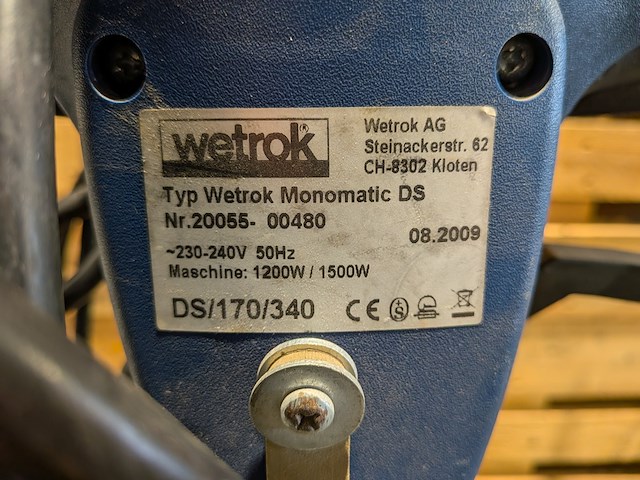 wetrok®
Wetrok AG
Steinackerstr. 62
CH-8302 Kloten
Typ Wetrok Monomatic DS
Nr.20055- 00480
08.2009
~230-240V 50Hz
Maschine: 1200W / 1500W
DS/170/340 CE